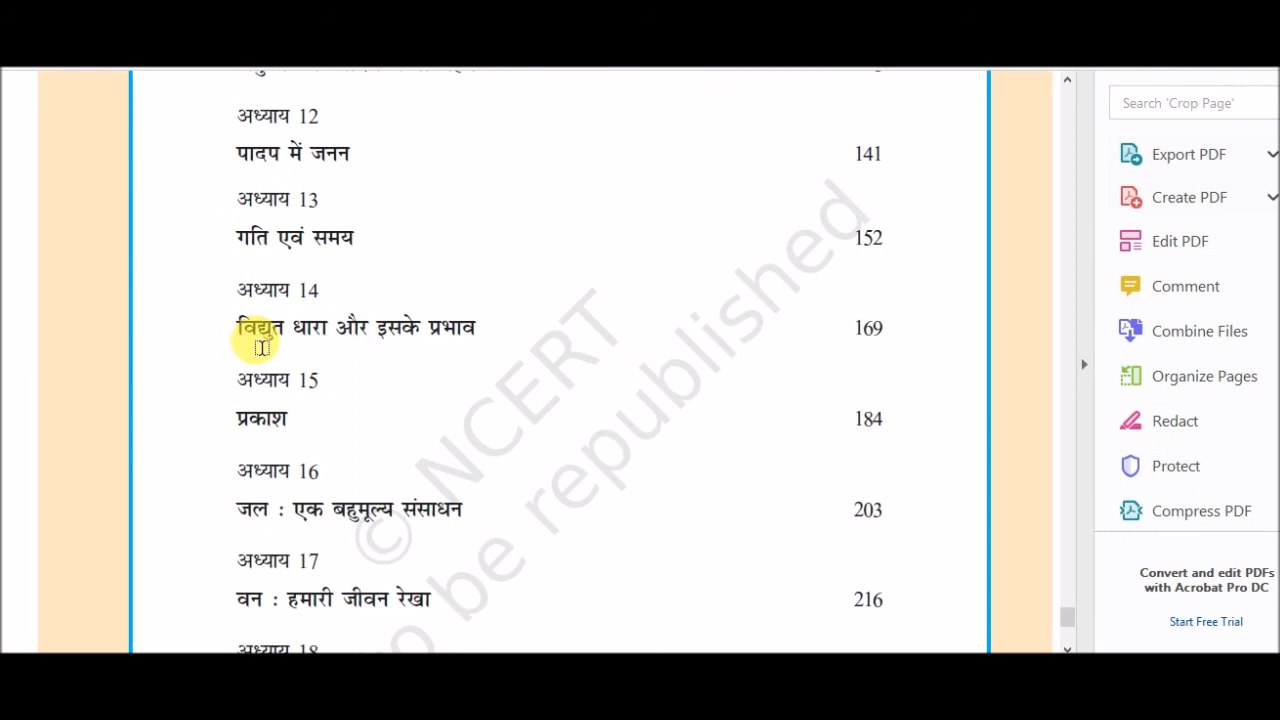 अध्याय 12
पादप में जनन 141
अध्याय 13
गति एवं समय 152
अध्याय 14
विद्युत धारा और इसके प्रभाव 169
अध्याय 15
प्रकाश 184
अध्याय 16
जल : एक बहुमूल्य संसाधन 203
अध्याय 17
वन : हमारी जीवन रेखा 216
अध्याय 18
© NCERT
o be republished
Search 'Crop Page'
Export PDF
Create PDF
Edit PDF
Comment
Combine Files
Organize Pages
Redact
Protect
Compress PDF
Convert and edit PDFs
with Acrobat Pro DC
Start Free Trial